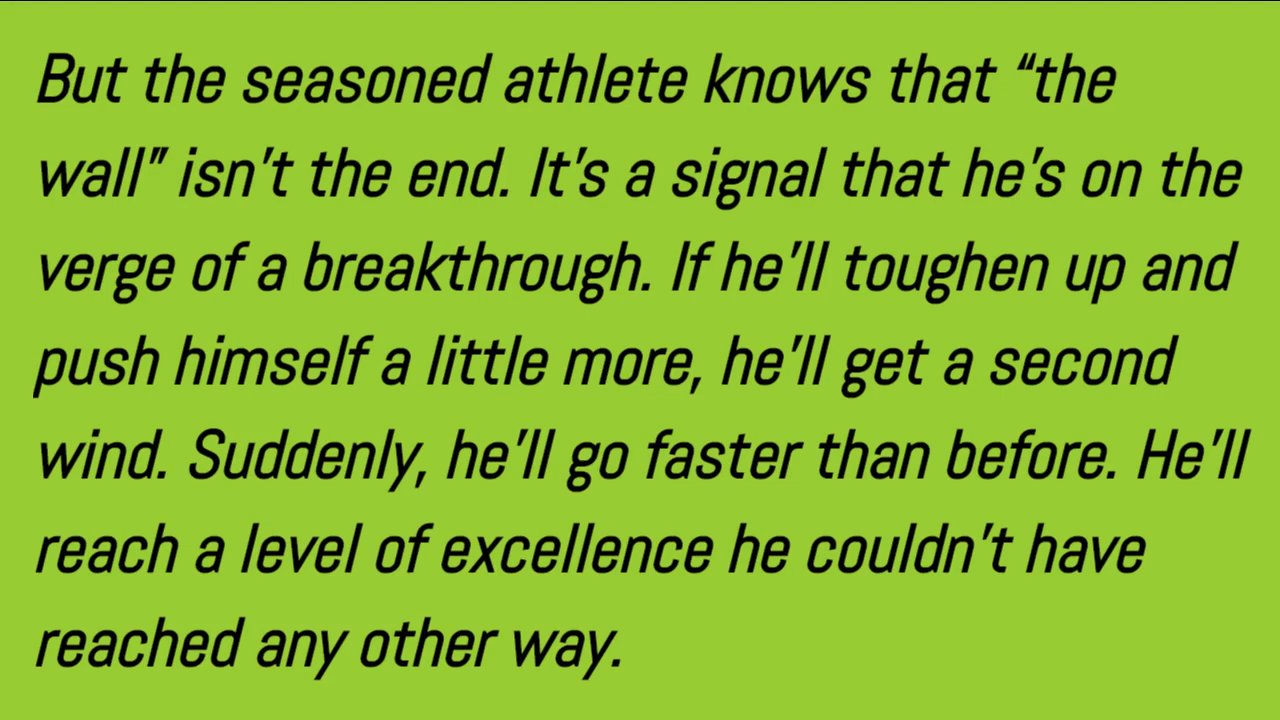 But the seasoned athlete knows that “the
wall” isn’t the end. It’s a signal that he’s on the
verge of a breakthrough. If he’ll toughen up and
push himself a little more, he’ll get a second
wind. Suddenly, he’ll go faster than before. He’ll
reach a level of excellence he couldn’t have
reached any other way.